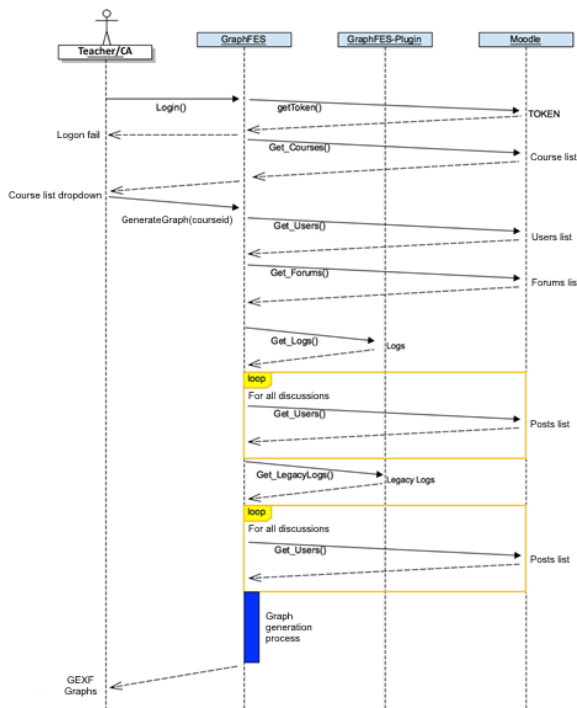 Teacher/CA
GraphFES
GraphFES-Plugin
Moodle
Login()
getToken()
TOKEN
Logon fail
Get_Courses()
Course list
Course list dropdown
GenerateGraph(courseid)
Get_Users()
Users list
Get_Forums()
Forums lis
Get_Logs()
Logs
loop
For all discussions
Get_Users()
Posts list
Get_LegacyLogs()
Legacy Logs
loop
For all discussions
Get_Users()
Posts list
Graph
generation
process
GEXF
Graphs